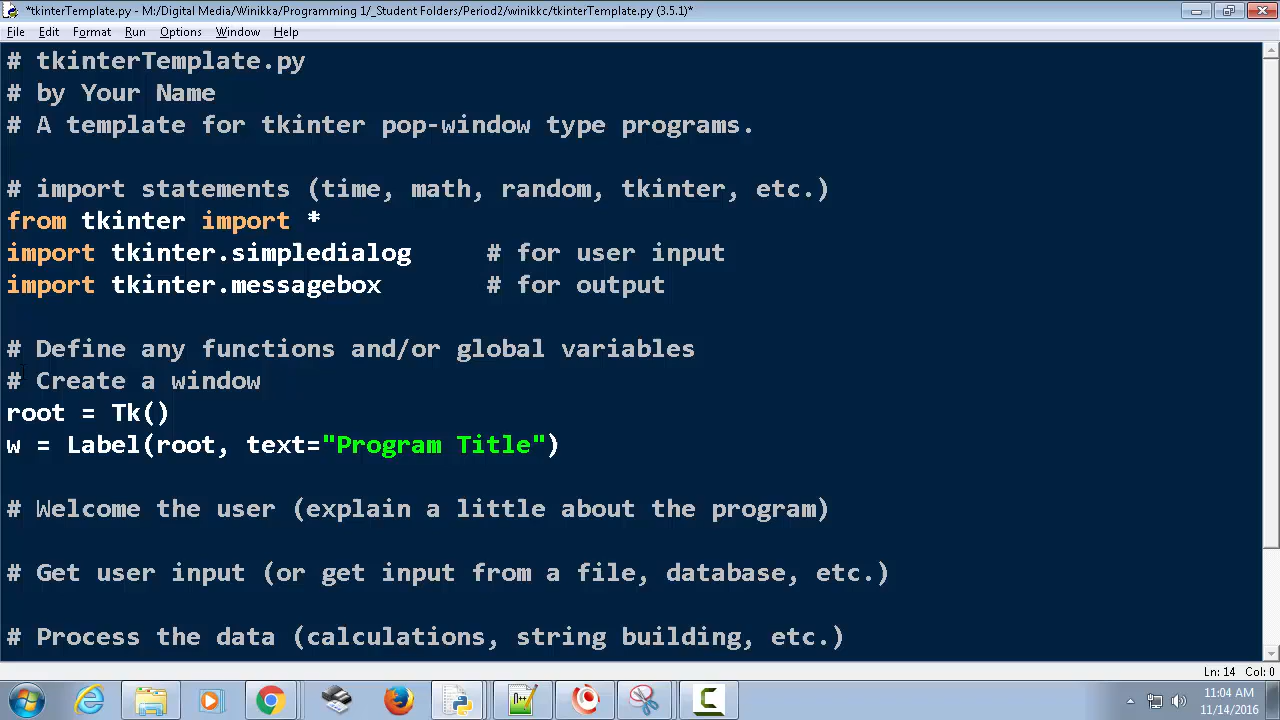 *tkinterTemplate.py - M:/Digital Media/Winikka/Programming 1/_Student Folders/Period2/winikkc/tkinterTemplate.py (3.5.1)*
File Edit Format Run Options Window Help
# tkinterTemplate.py
# by Your Name
# A template for tkinter pop-window type programs.
# import statements (time, math, random, tkinter, etc.)
from tkinter import *
import tkinter.simpledialog # for user input
import tkinter.messagebox # for output
# Define any functions and/or global variables
# Create a window
root = Tk()
w = Label(root, text="Program Title")
# Welcome the user (explain a little about the program)
# Get user input (or get input from a file, database, etc.)
# Process the data (calculations, string building, etc.)
Ln: 14 Col: 0
11:04 AM
11/14/2016